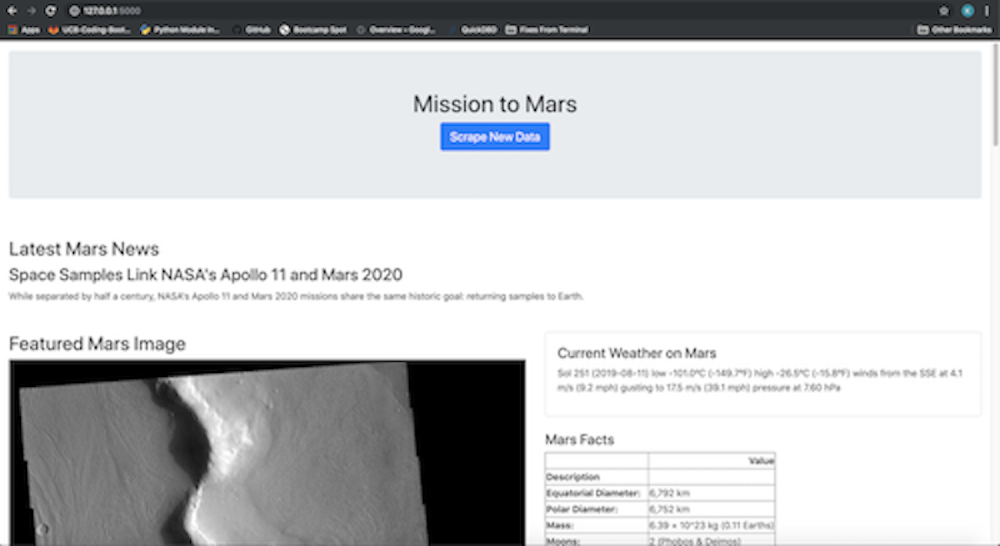 127.0.0.1:5000
Apps UCB-Coding-Boot... Python Module In... GitHub Bootcamp Spot Overview – Googl... QuickDBD Fixes From Terminal Other Bookmarks
Mission to Mars
Scrape New Data
Latest Mars News
Space Samples Link NASA's Apollo 11 and Mars 2020
While separated by half a century, NASA's Apollo 11 and Mars 2020 missions share the same historic goal: returning samples to Earth.
Featured Mars Image
Current Weather on Mars
Sol 251 (2019-08-11) low -101.0ºC (-149.7ºF) high -26.5ºC (-15.8ºF) winds from the SSE at 4.1
m/s (9.2 mph) gusting to 17.5 m/s (39.1 mph) pressure at 7.60 hPa
Mars Facts
Value
Description
Equatorial Diameter: 6,792 km
Polar Diameter: 6,752 km
Mass: 6.39 × 10^23 kg (0.11 Earths)
Moons: 2 (Phobos & Deimos)